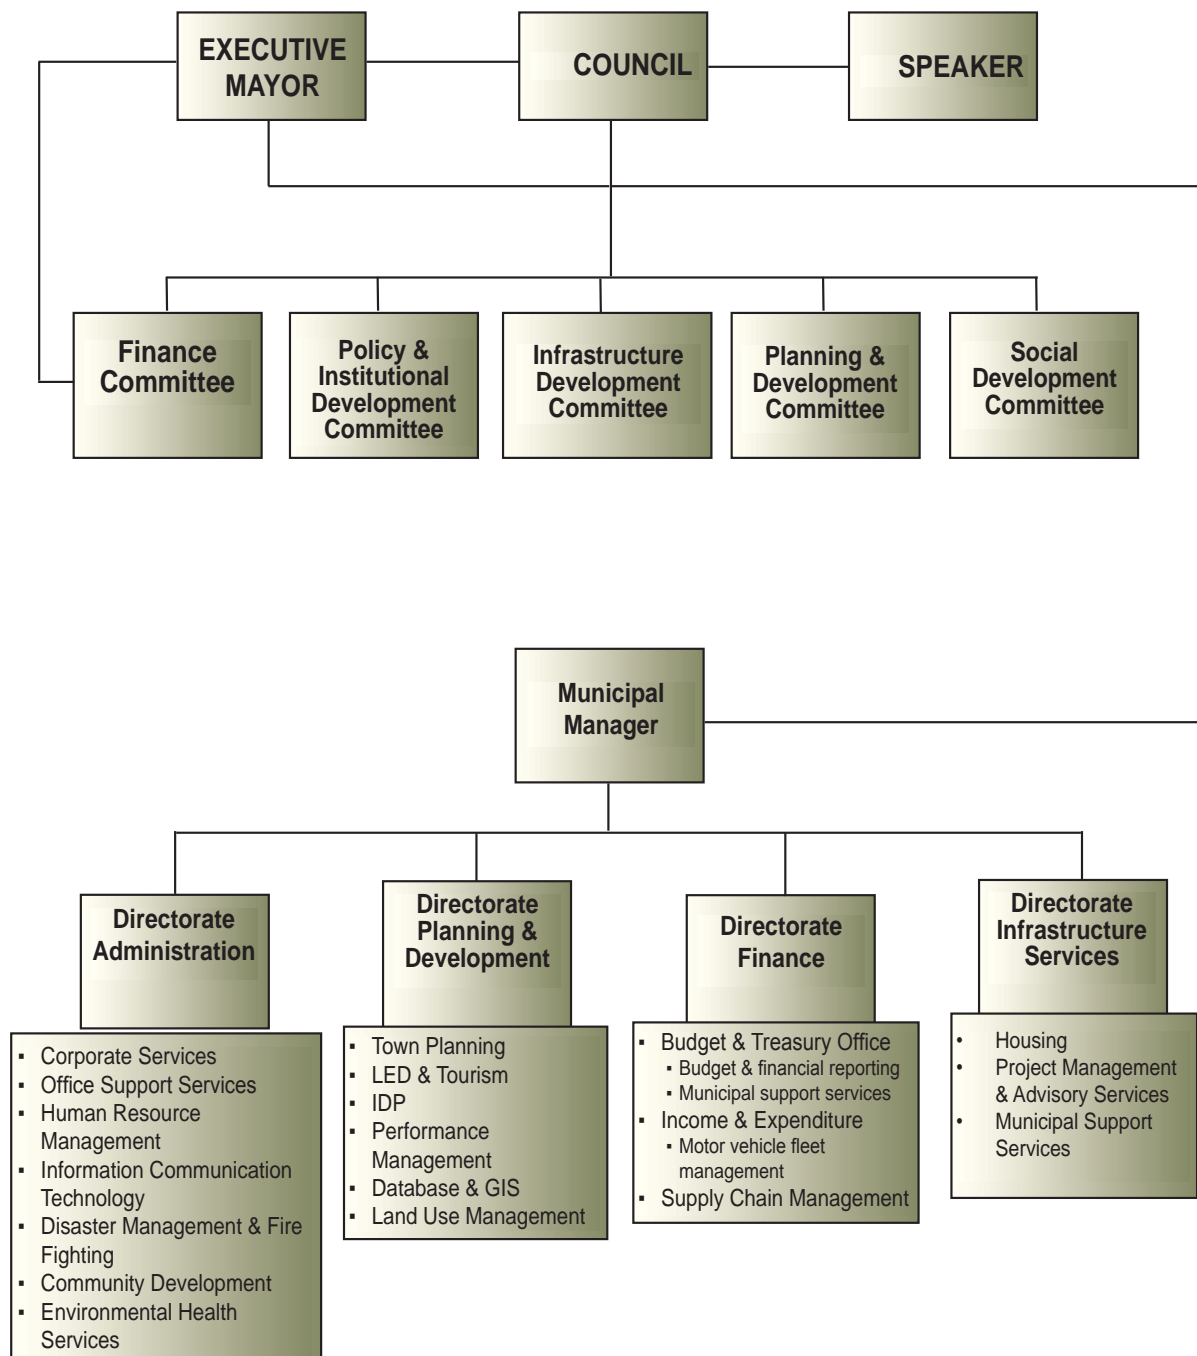 EXECUTIVE
MAYOR
COUNCIL
SPEAKER
Finance
Committee
Policy &
Institutional
Development
Committee
Infrastructure
Development
Committee
Planning &
Development
Committee
Social
Development
Committee
Municipal
Manager
Directorate
Administration
▪ Corporate Services
▪ Office Support Services
▪ Human Resource
Management
▪ Information Communication
Technology
▪ Disaster Management & Fire
Fighting
▪ Community Development
▪ Environmental Health
Services
Directorate
Planning &
Development
▪ Town Planning
▪ LED & Tourism
▪ IDP
▪ Performance
Management
▪ Database & GIS
▪ Land Use Management
Directorate
Finance
▪ Budget & Treasury Office
▪ Budget & financial reporting
▪ Municipal support services
▪ Income & Expenditure
▪ Motor vehicle fleet
management
▪ Supply Chain Management
Directorate
Infrastructure
Services
• Housing
• Project Management
& Advisory Services
• Municipal Support
Services